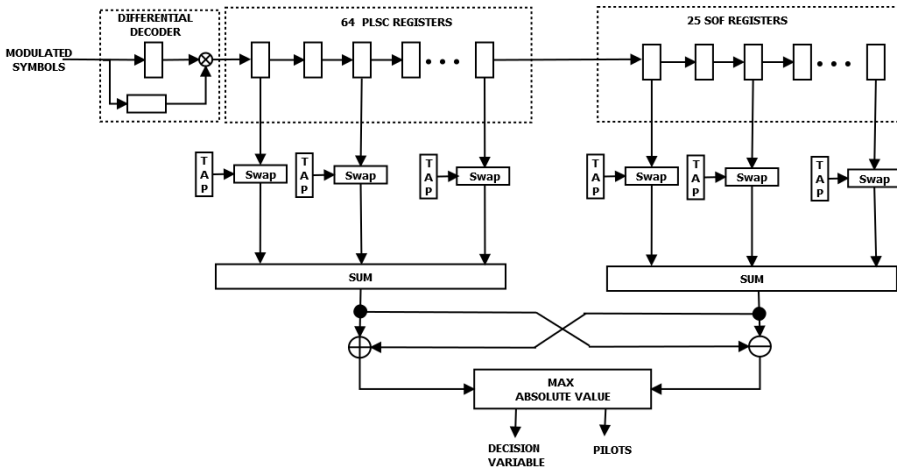 DIFFERENTIAL
DECODER
64 PLSC REGISTERS
25 SOF REGISTERS
MODULATED
SYMBOLS
TAP
Swap
TAP
Swap
TAP
Swap
TAP
Swap
TAP
Swap
TAP
Swap
SUM
SUM
MAX
ABSOLUTE VALUE
DECISION
VARIABLE
PILOTS